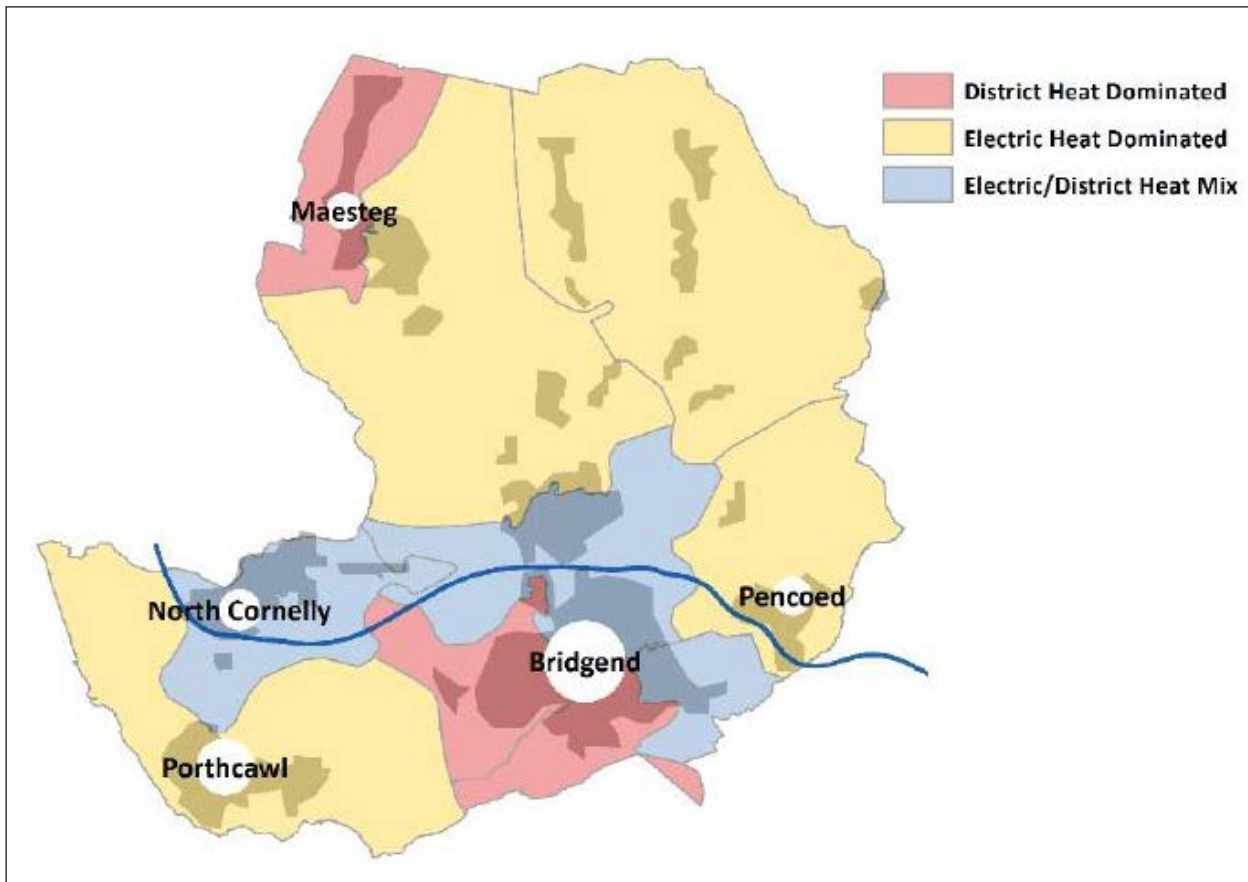 District Heat Dominated
Electric Heat Dominated
Electric/District Heat Mix
Maesteg
North Cornelly
Pencoed
Bridgend
Porthcawl